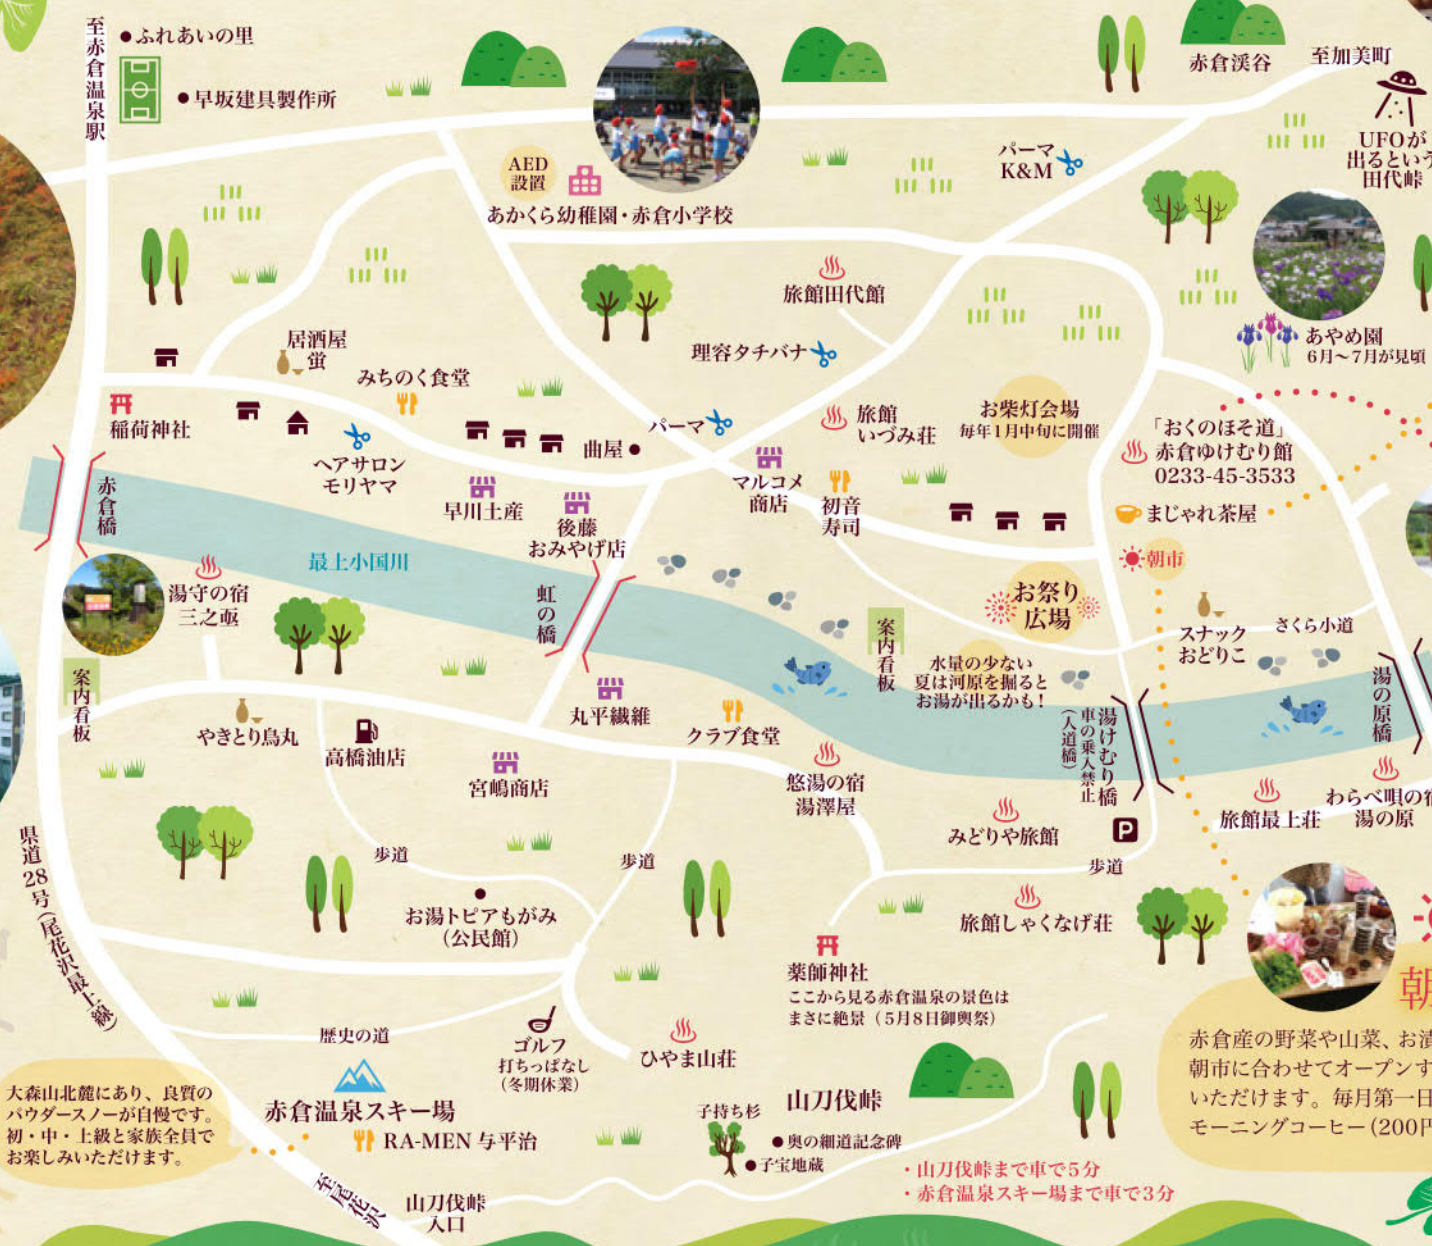 至赤倉温泉駅
ふれあいの里
早坂建具製作所
赤倉渓谷
至加美町
UFOが
出るという
田代峠
パーマ
K&M
AED
設置
あかくら幼稚園・赤倉小学校
旅館田代館
理容タチバナ
あやめ園
6月〜7月が見頃
居酒屋
蛍
みちのく食堂
稲荷神社
ヘアサロン
モリヤマ
曲屋
パーマ
旅館
いづみ荘
お柴灯会場
毎年1月中旬に開催
「おくのほそ道」
赤倉ゆけむり館
0233-45-3533
まじゃれ茶屋
朝市
マルコメ
商店
初音
寿司
早川土産
後藤
おみやげ店
赤倉橋
最上小国川
湯守の宿
三之亟
虹の橋
お祭り
広場
案内看板
水量の少ない
夏は河原を掘ると
お湯が出るかも!
スナック
おどりこ
さくら小道
湯の原橋
湯けむり橋
車の乗入禁止
(人道橋)
案内看板
やきとり鳥丸
高橋油店
丸平繊維
クラブ食堂
宮嶋商店
悠湯の宿
湯澤屋
みどりや旅館
旅館最上荘
わらべ唄の宿
湯の原
P
歩道
歩道
歩道
県道28号(尾花沢最上線)
お湯トピアもがみ
(公民館)
旅館しゃくなげ荘
薬師神社
ここから見る赤倉温泉の景色は
まさに絶景(5月8日御輿祭)
歴史の道
ゴルフ
打ちっぱなし
(冬期休業)
ひやま山荘
大森山北麓にあり、良質の
パウダースノーが自慢です。
初・中・上級と家族全員で
お楽しみいただけます。
赤倉温泉スキー場
RA-MEN 与平治
子持ち杉
山刀伐峠
奥の細道記念碑
子宝地蔵
・山刀伐峠まで車で5分
・赤倉温泉スキー場まで車で3分
至尾花沢
山刀伐峠
入口
朝
赤倉産の野菜や山菜、お漬
朝市に合わせてオープンす
いただけます。毎月第一日
モーニングコーヒー(200円